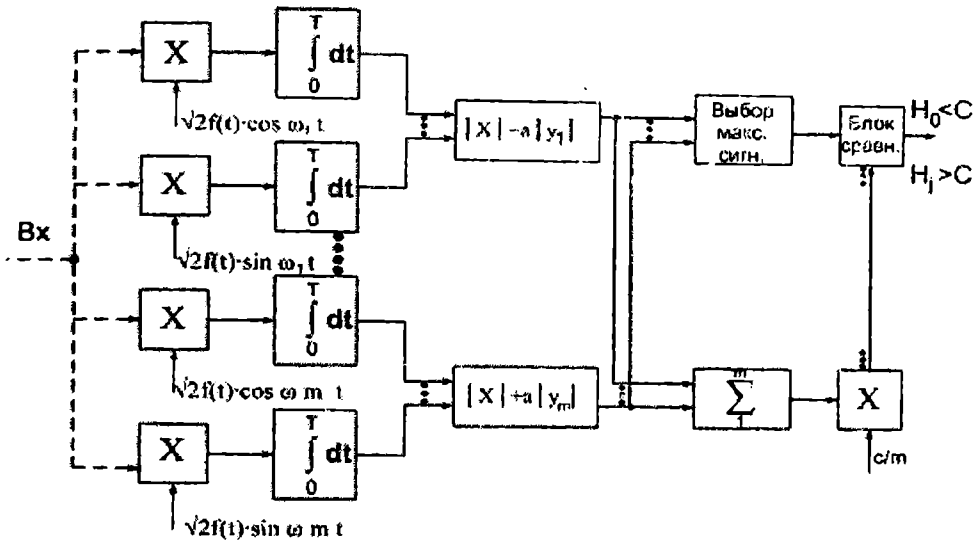 X
T
∫ dt
0
√2f(t)·cos ω₁ t
|X|-a|y₁|
Выбор
макс.
сигн.
Блок
сравн.
H₀<C
Hⱼ>C
X
T
∫ dt
0
√2f(t)·sin ω₁ t
Вх
X
T
∫ dt
0
√2f(t)·cos ω m t
|X|+a|yₘ|
m
∑
1
X
c/m
X
T
∫ dt
0
√2f(t)·sin ω m t